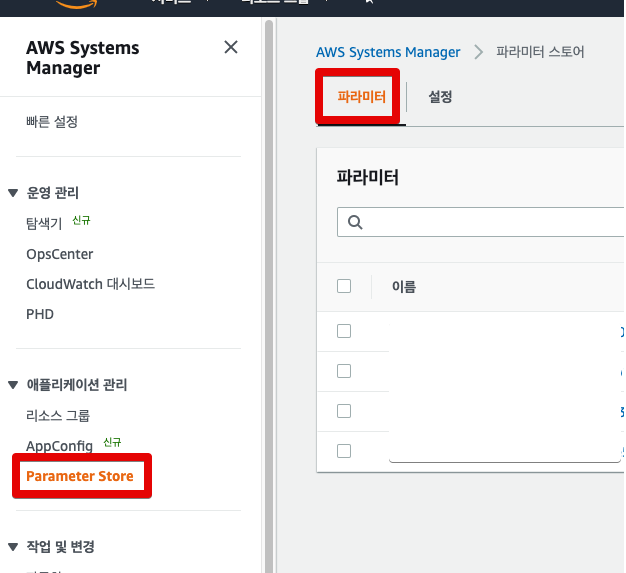 AWS Systems
Manager
빠른 설정
운영 관리
탐색기 신규
OpsCenter
CloudWatch 대시보드
PHD
애플리케이션 관리
리소스 그룹
AppConfig 신규
Parameter Store
작업 및 변경
AWS Systems Manager > 파라미터 스토어
파라미터
설정
파라미터
이름